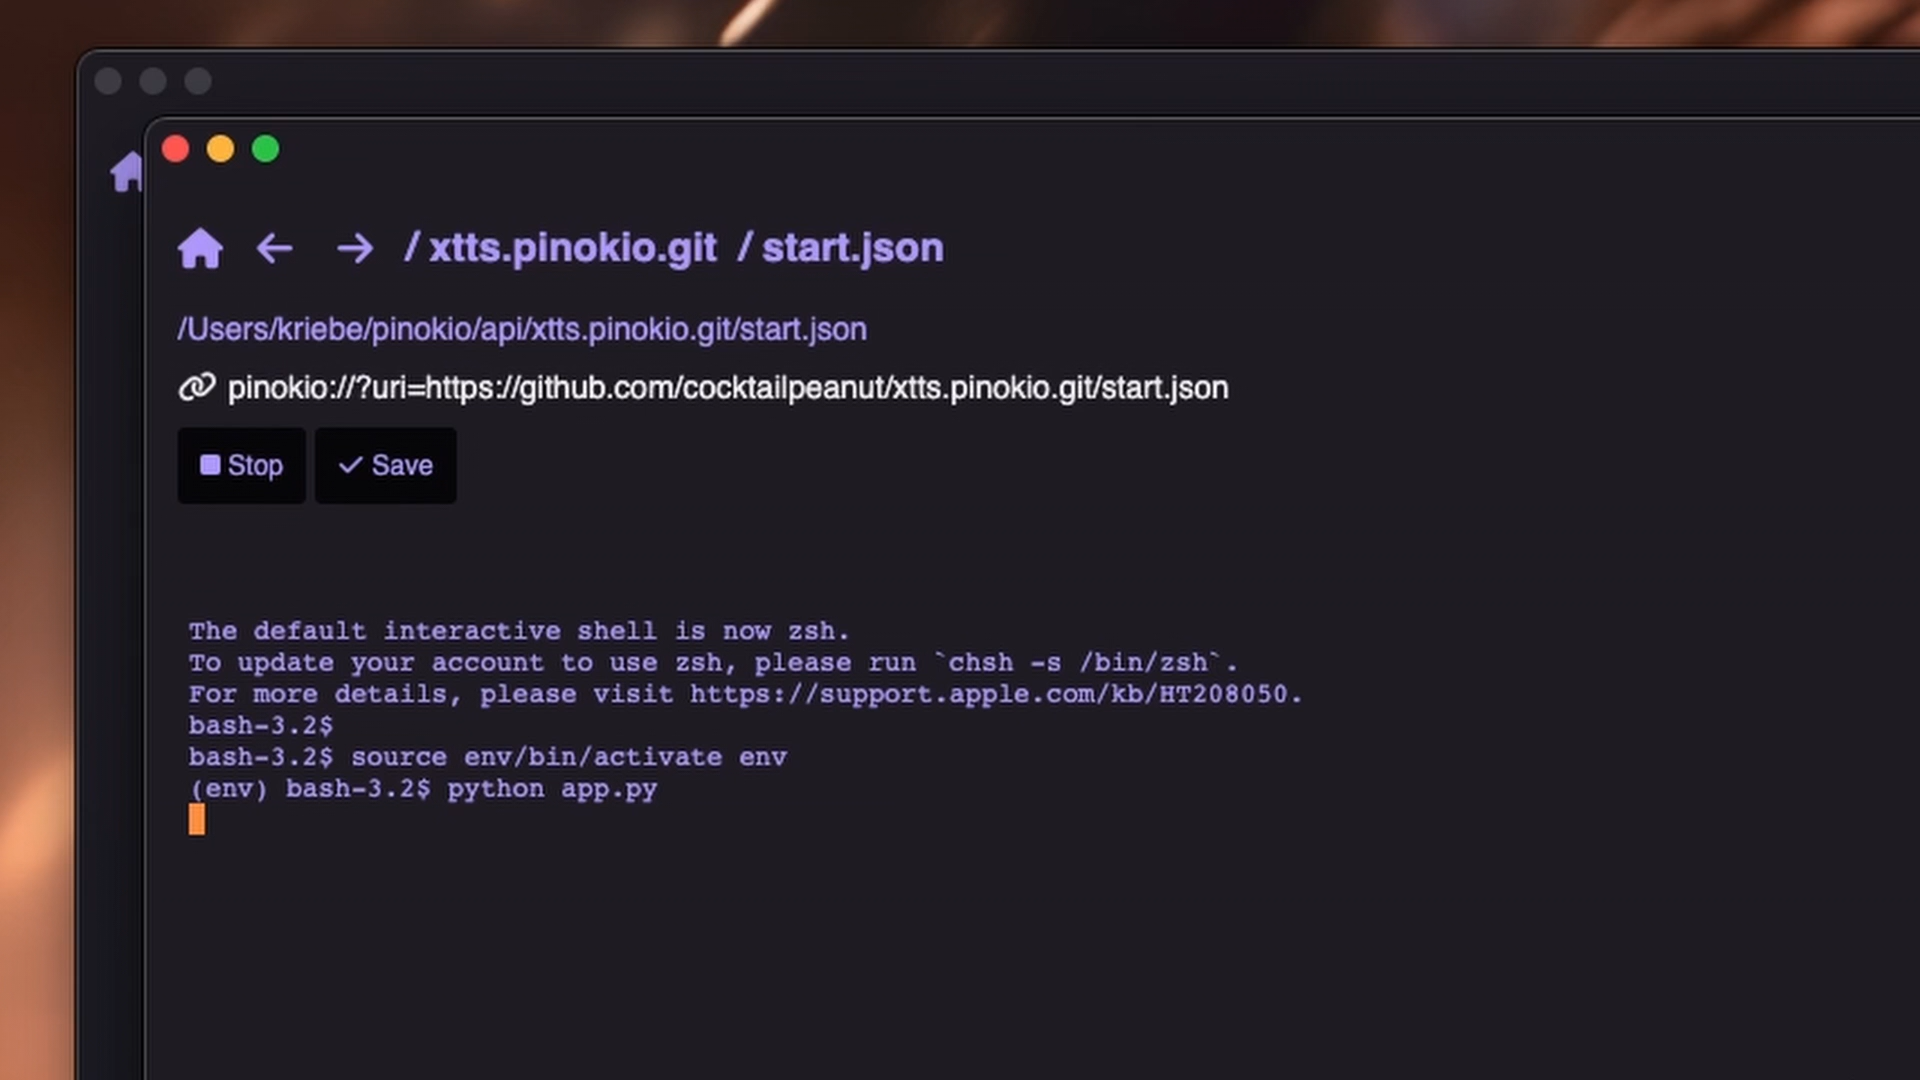 / xtts.pinokio.git / start.json
/Users/kriebe/pinokio/api/xtts.pinokio.git/start.json
pinokio://?uri=https://github.com/cocktailpeanut/xtts.pinokio.git/start.json
Stop Save
The default interactive shell is now zsh.
To update your account to use zsh, please run `chsh -s /bin/zsh`.
For more details, please visit https://support.apple.com/kb/HT208050.
bash-3.2$
bash-3.2$ source env/bin/activate env
(env) bash-3.2$ python app.py